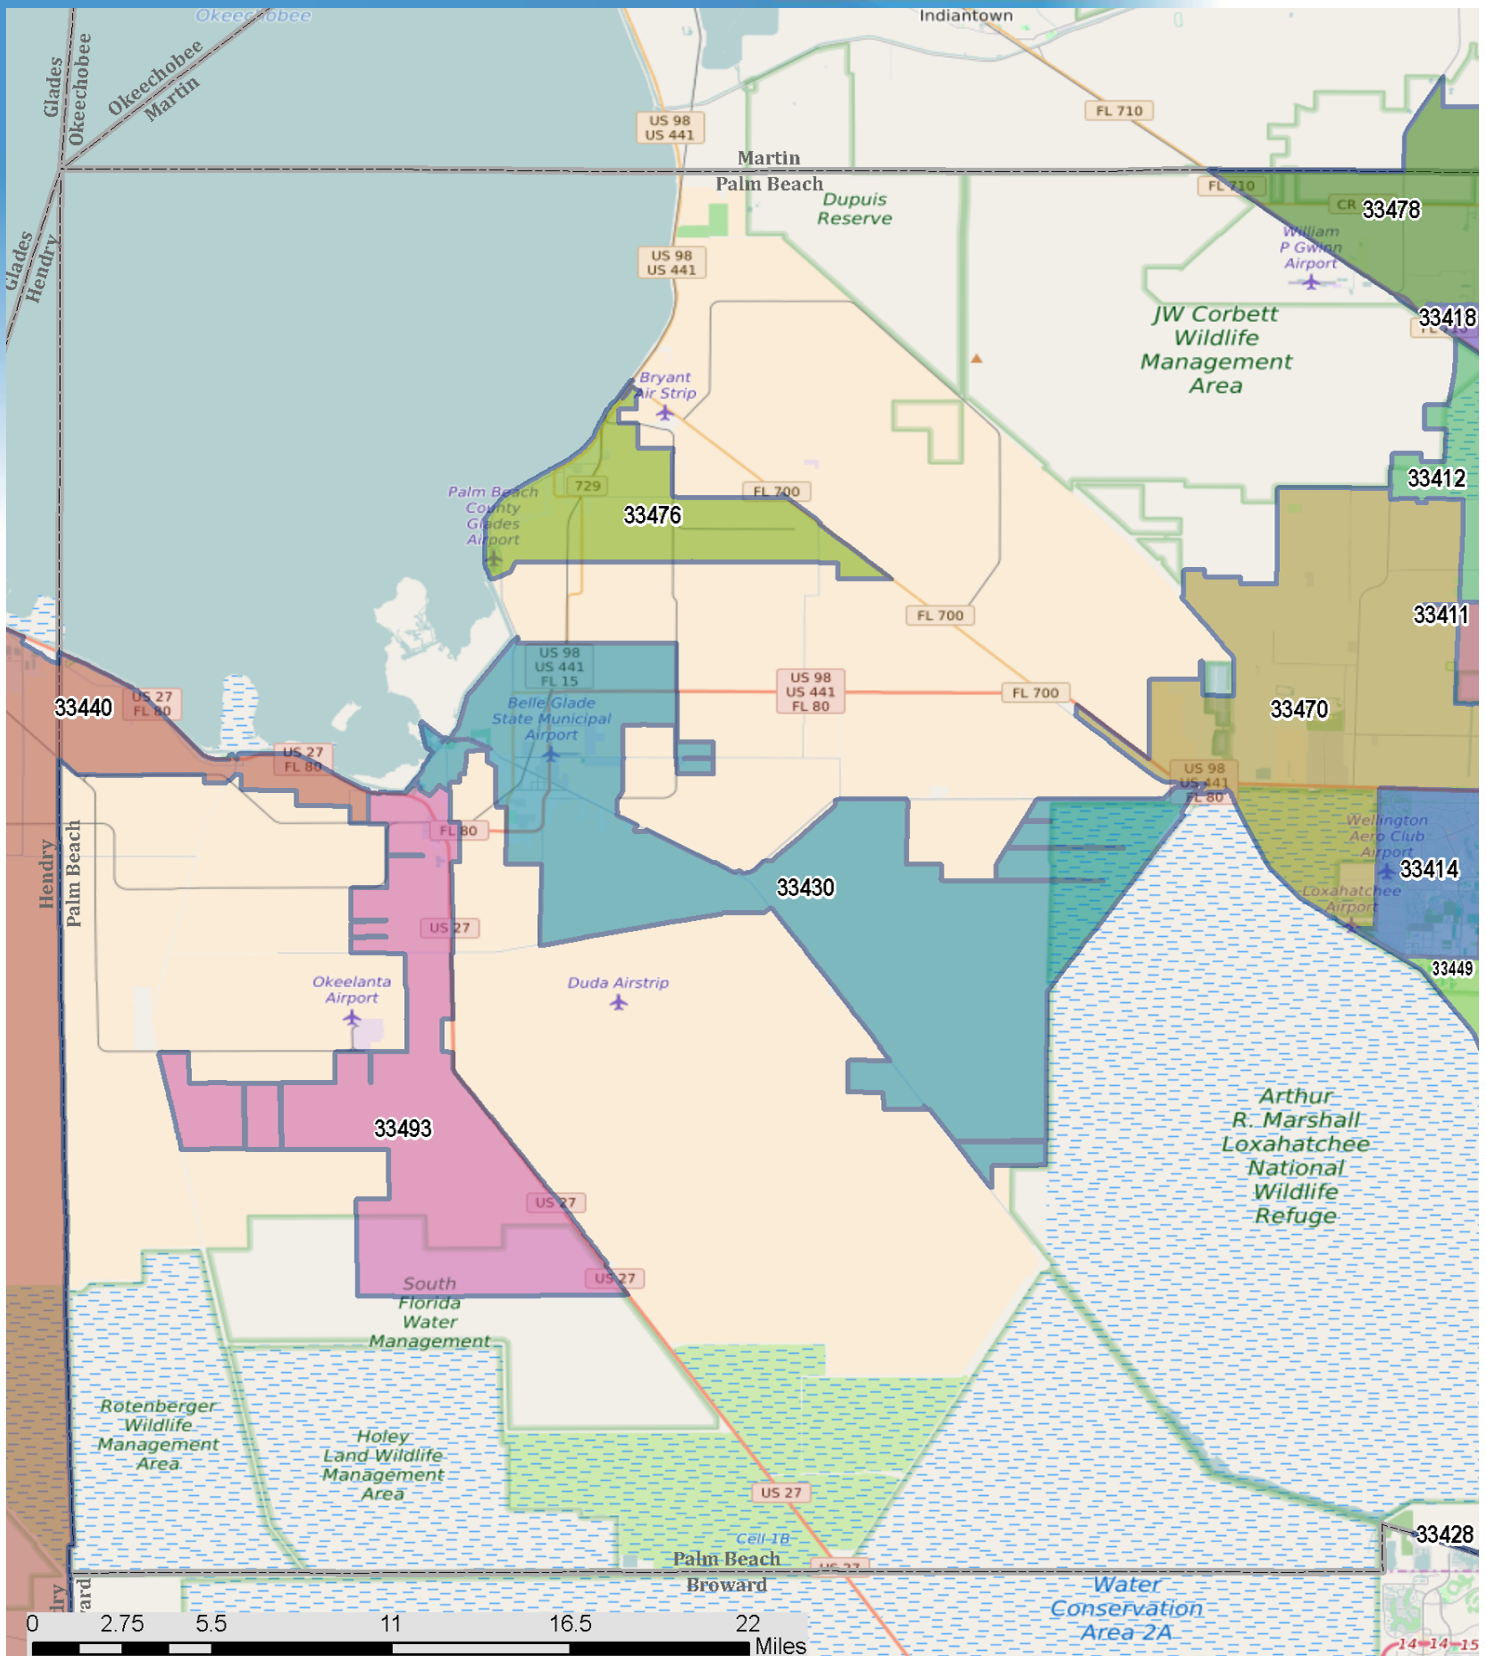 Okeechobee
Indiantown
Glades
Okeechobee
Okeechobee
Martin
US 98
US 441
FL 710
Martin
Palm Beach
Dupuis
Reserve
FL 710
CR
33478
William
P Gwinn
Airport
Glades
Hendry
US 98
US 441
JW Corbett
Wildlife
Management
Area
33418
Bryant
Air Strip
33412
729
FL 700
Palm Beach
County
Glades
Airport
33476
FL 700
33411
US 98
US 441
FL 15
US 98
US 441
FL 80
FL 700
33440
US 27
FL 80
Belle Glade
State Municipal
Airport
33470
US 27
FL 80
US 98
US 441
FL 80
FL 80
Wellington
Aero Club
Airport
33414
Hendry
Palm Beach
33430
Loxahatchee
Airport
US 27
33449
Okeelanta
Airport
Duda Airstrip
33493
Arthur
R. Marshall
Loxahatchee
National
Wildlife
Refuge
US 27
US 27
South
Florida
Water
Management
Rotenberger
Wildlife
Management
Area
Holey
Land Wildlife
Management
Area
US 27
Cell 1B
33428
Palm Beach
Broward
US 27
Water
Conservation
Area 2A
0 2.75 5.5 11 16.5 22
Miles
14 14 15